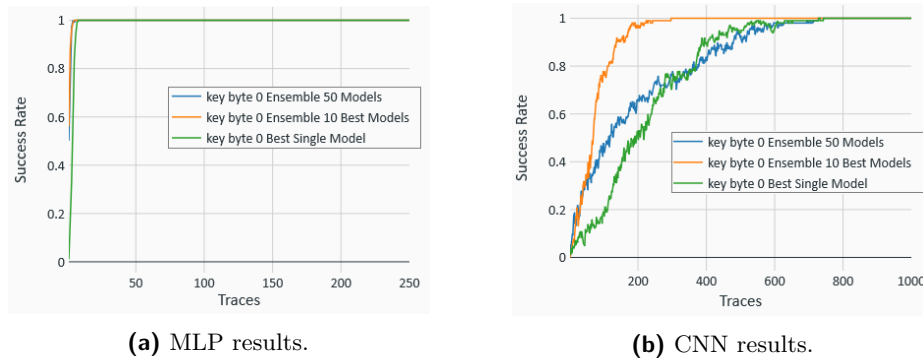 1
0.8
0.6
0.4
0.2
0
Success Rate
key byte 0 Ensemble 50 Models
key byte 0 Ensemble 10 Best Models
key byte 0 Best Single Model
50
100
150
200
250
Traces
(a) MLP results.
1
0.8
0.6
0.4
0.2
0
Success Rate
key byte 0 Ensemble 50 Models
key byte 0 Ensemble 10 Best Models
key byte 0 Best Single Model
200
400
600
800
1000
Traces
(b) CNN results.